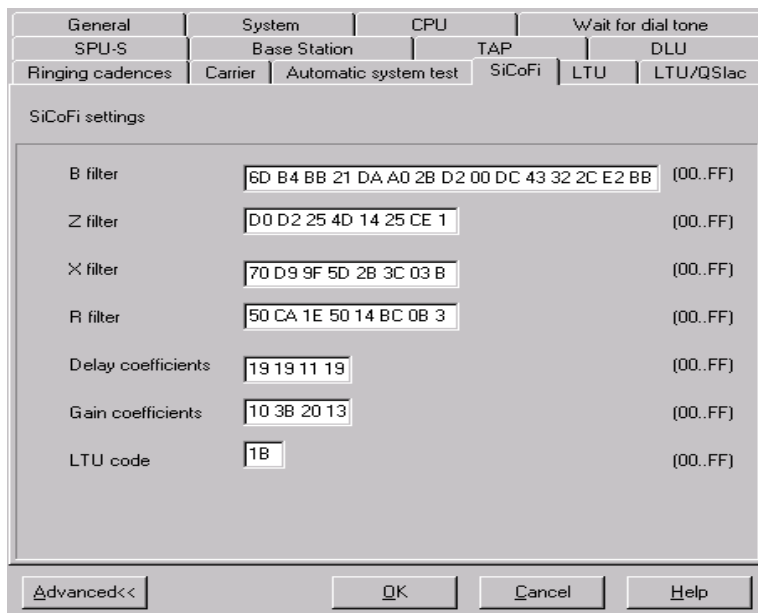 General System CPU Wait for dial tone
SPU-S Base Station TAP DLU
Ringing cadences Carrier Automatic system test SiCoFi LTU LTU/QSlac
SiCoFi settings
B filter 6D B4 BB 21 DA A0 2B D2 00 DC 43 32 2C E2 BB (00..FF)
Z filter D0 D2 25 4D 14 25 CE 1 (00..FF)
X filter 70 D9 9F 5D 2B 3C 03 B (00..FF)
R filter 50 CA 1E 50 14 BC 0B 3 (00..FF)
Delay coefficients 19 19 11 19 (00..FF)
Gain coefficients 10 3B 20 13 (00..FF)
LTU code 1B (00..FF)
Advanced<< OK Cancel Help